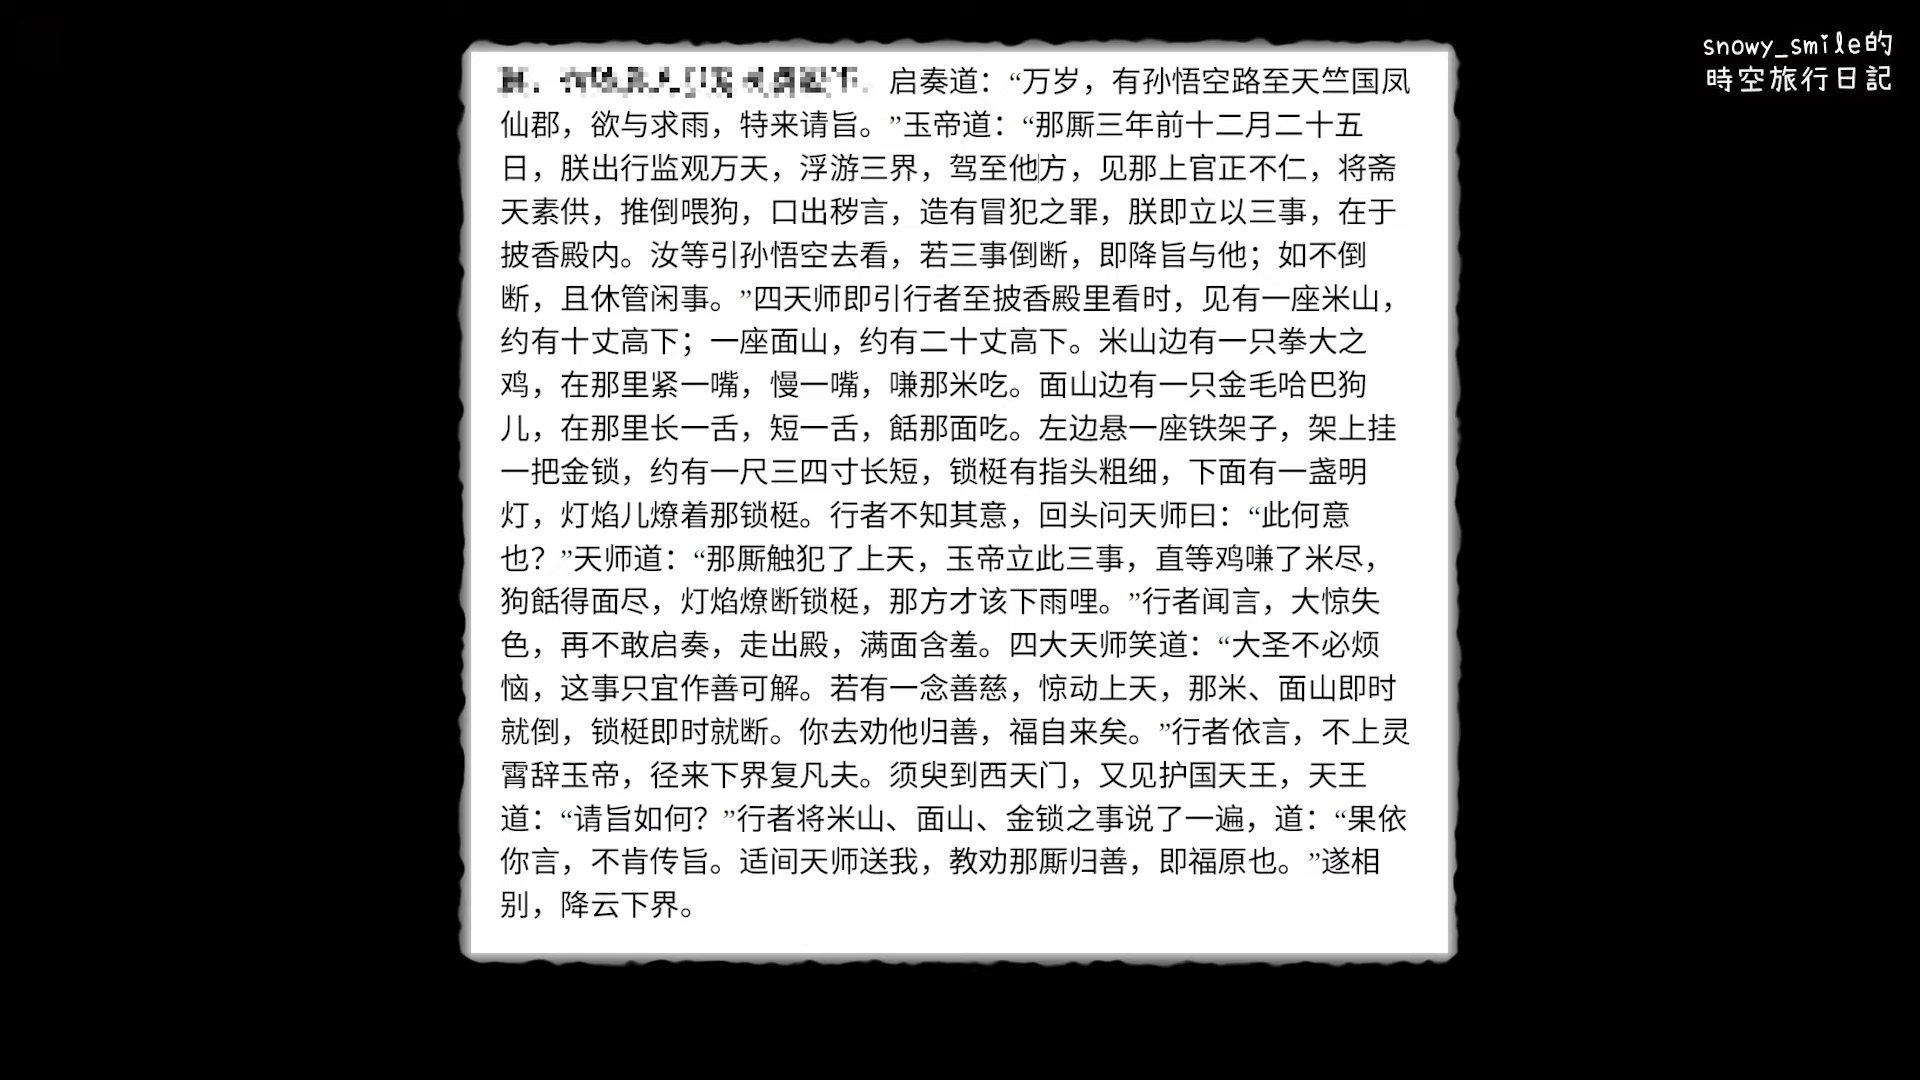 snowy_smile的
時空旅行日記
启奏道：“万岁，有孙悟空路至天竺国凤
仙郡，欲与求雨，特来请旨。”玉帝道：“那厮三年前十二月二十五
日，朕出行监观万天，浮游三界，驾至他方，见那上官正不仁，将斋
天素供，推倒喂狗，口出秽言，造有冒犯之罪，朕即立以三事，在于
披香殿内。汝等引孙悟空去看，若三事倒断，即降旨与他；如不倒
断，且休管闲事。”四天师即引行者至披香殿里看时，见有一座米山，
约有十丈高下；一座面山，约有二十丈高下。米山边有一只拳大之
鸡，在那里紧一嘴，慢一嘴，嗛那米吃。面山边有一只金毛哈巴狗
儿，在那里长一舌，短一舌，餂那面吃。左边悬一座铁架子，架上挂
一把金锁，约有一尺三四寸长短，锁梃有指头粗细，下面有一盏明
灯，灯焰儿燎着那锁梃。行者不知其意，回头问天师曰：“此何意
也？”天师道：“那厮触犯了上天，玉帝立此三事，直等鸡嗛了米尽，
狗餂得面尽，灯焰燎断锁梃，那方才该下雨哩。”行者闻言，大惊失
色，再不敢启奏，走出殿，满面含羞。四大天师笑道：“大圣不必烦
恼，这事只宜作善可解。若有一念善慈，惊动上天，那米、面山即时
就倒，锁梃即时就断。你去劝他归善，福自来矣。”行者依言，不上灵
霄辞玉帝，径来下界复凡夫。须臾到西天门，又见护国天王，天王
道：“请旨如何？”行者将米山、面山、金锁之事说了一遍，道：“果依
你言，不肯传旨。适间天师送我，教劝那厮归善，即福原也。”遂相
别，降云下界。